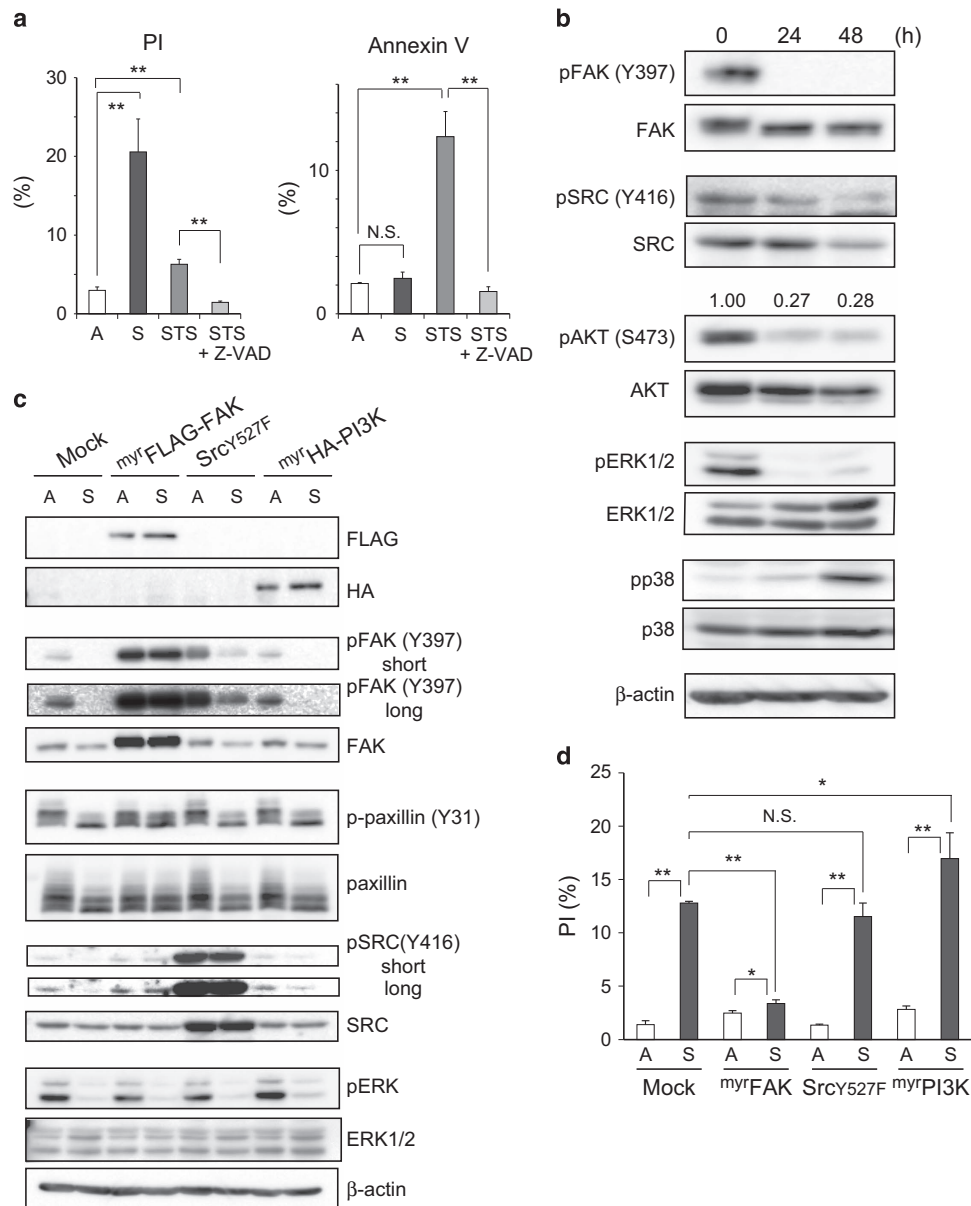 a
PI
30
20
10
0
(%)
**
**
**
A S STS STS + Z-VAD
Annexin V
10
0
(%)
**
**
N.S.
A S STS STS + Z-VAD
b
0 24 48 (h)
pFAK (Y397)
FAK
pSRC (Y416)
SRC
1.00 0.27 0.28
pAKT (S473)
AKT
pERK1/2
ERK1/2
pp38
p38
β-actin
c
Mock myrFLAG-FAK SrcY527F myrHA-PI3K
A S A S A S A S
FLAG
HA
pFAK (Y397)
short
pFAK (Y397)
long
FAK
p-paxillin (Y31)
paxillin
pSRC(Y416)
short
long
SRC
pERK
ERK1/2
β-actin
d
25
20
15
10
5
0
PI (%)
*
N.S.
**
**
*
**
**
A S A S A S A S
Mock myrFAK SrcY527F myrPI3K